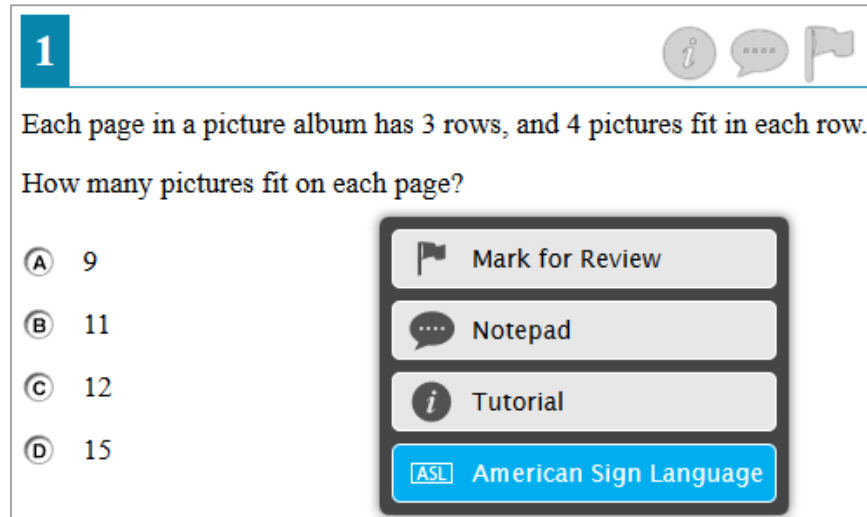 1
Each page in a picture album has 3 rows, and 4 pictures fit in each row.
How many pictures fit on each page?
A 9
B 11
C 12
D 15
Mark for Review
Notepad
i Tutorial
ASL American Sign Language